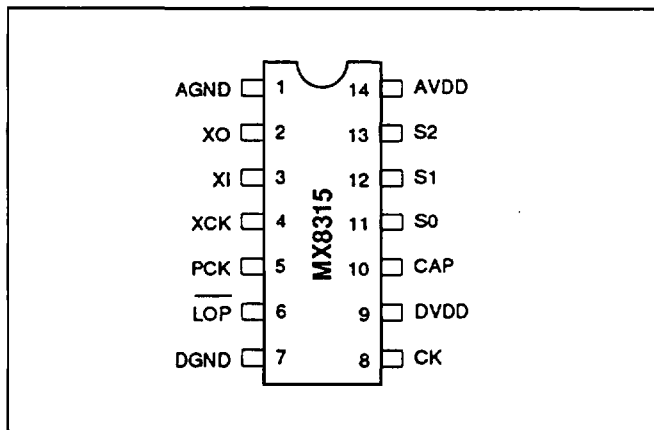 AGND 1 14 AVDD
XO 2 13 S2
XI 3 12 S1
XCK 4 11 S0
PCK 5 10 CAP
LOP 6 9 DVDD
DGND 7 8 CK
MX8315